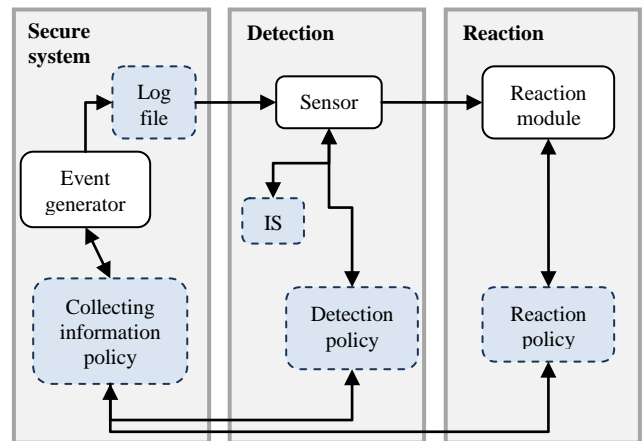 Secure
system
Log
file
Event
generator
Collecting
information
policy
Detection
Sensor
IS
Detection
policy
Reaction
Reaction
module
Reaction
policy